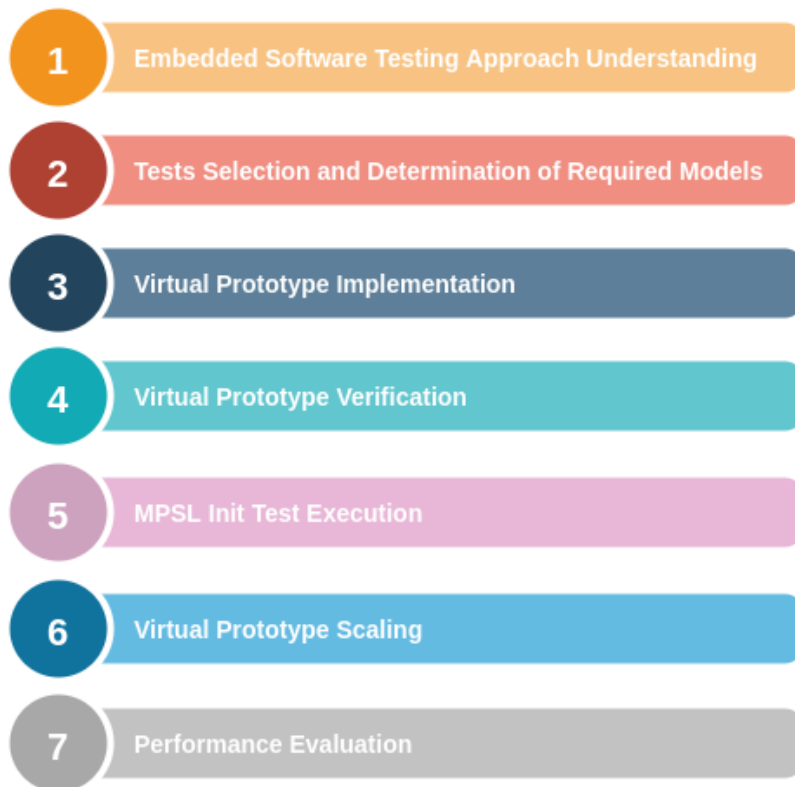 1 Embedded Software Testing Approach Understanding
2 Tests Selection and Determination of Required Models
3 Virtual Prototype Implementation
4 Virtual Prototype Verification
5 MPSL Init Test Execution
6 Virtual Prototype Scaling
7 Performance Evaluation